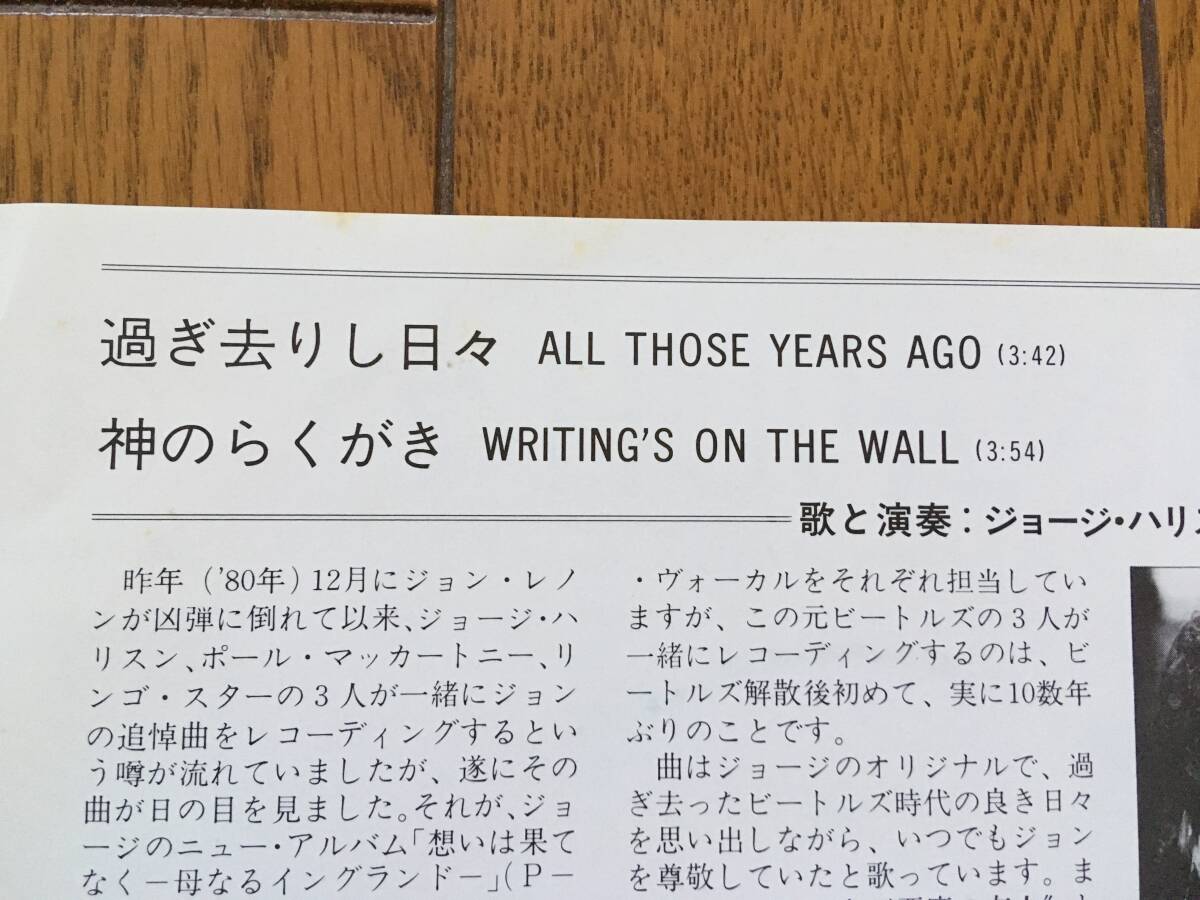 過ぎ去りし日々 ALL THOSE YEARS AGO (3:42)
神のらくがき WRITING'S ON THE WALL (3:54)
歌と演奏:ジョージ・ハリス
昨年('80年)12月にジョン・レノ
ンが凶弾に倒れて以来、ジョージ・ハ
リスン、ポール・マッカートニー、リ
ンゴ・スターの3人が一緒にジョン
の追悼曲をレコーディングするとい
う噂が流れていましたが、遂にその
曲が日の目を見ました。それが、ジョ
ージのニュー・アルバム「想いは果て
なく-母なるイングランド-」(P-
・ヴォーカルをそれぞれ担当してい
ますが、この元ビートルズの3人が
一緒にレコーディングするのは、ビ
ートルズ解散後初めて、実に10数年
ぶりのことです。
曲はジョージのオリジナルで、過
ぎ去ったビートルズ時代の良き日々
を思い出しながら、いつでもジョン
を尊敬していたと歌っています。ま